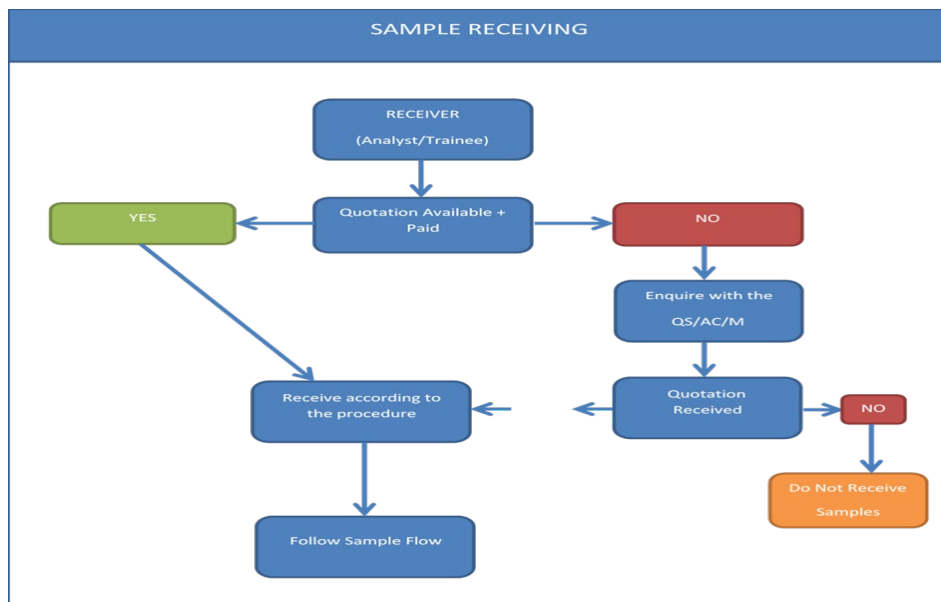 SAMPLE RECEIVING
RECEIVER
(Analyst/Trainee)
YES
Quotation Available +
Paid
NO
Enquire with the
QS/AC/M
Receive according to
the procedure
Quotation
Received
NO
Do Not Receive
Samples
Follow Sample Flow